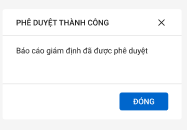 PHÊ DUYỆT THÀNH CÔNG
Báo cáo giám định đã được phê duyệt
ĐÓNG